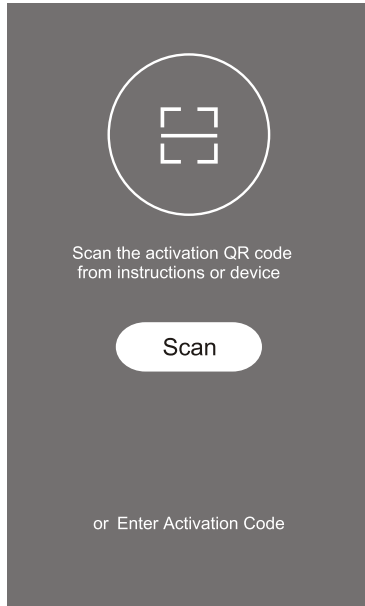 Scan the activation QR code
from instructions or device
Scan
or Enter Activation Code